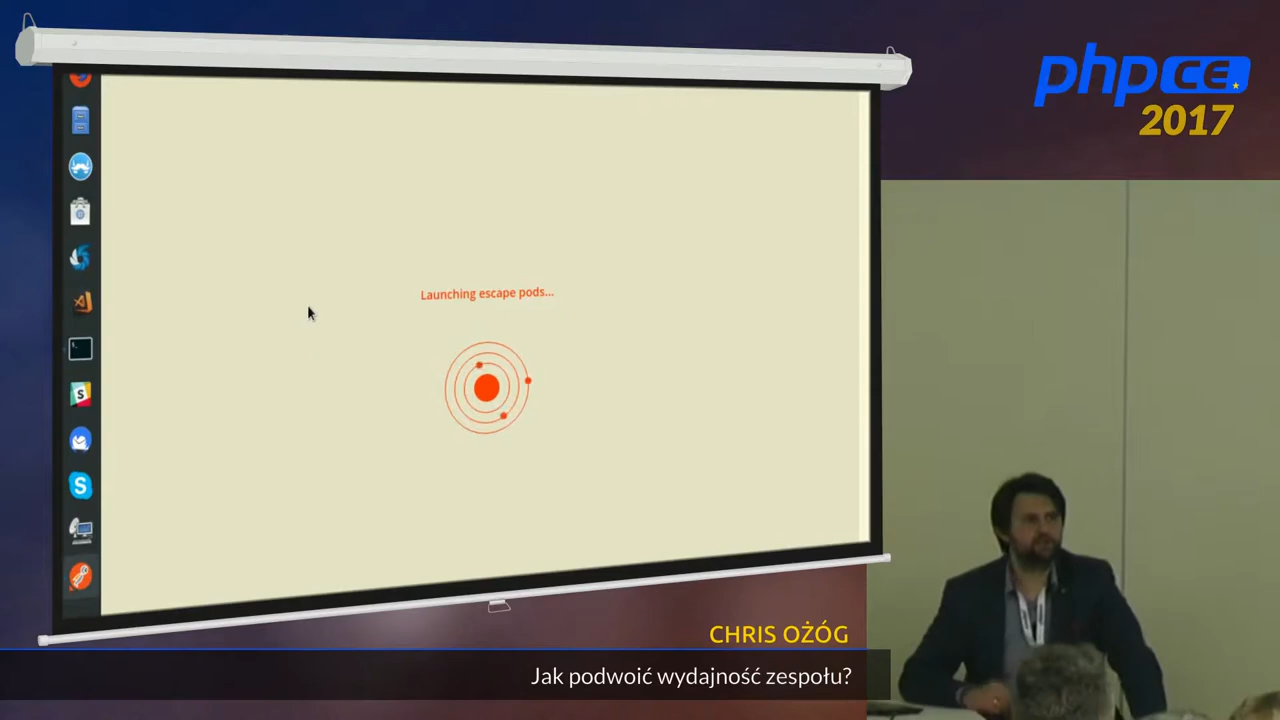 phpCE
2017
Launching escape pods...
S
S
CHRIS OŻÓG
Jak podwoić wydajność zespołu?